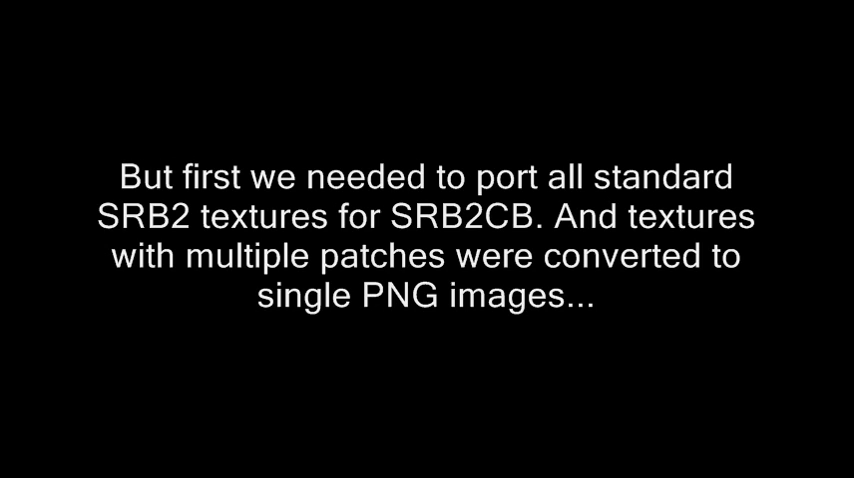 But first we needed to port all standard
SRB2 textures for SRB2CB. And textures
with multiple patches were converted to
single PNG images...